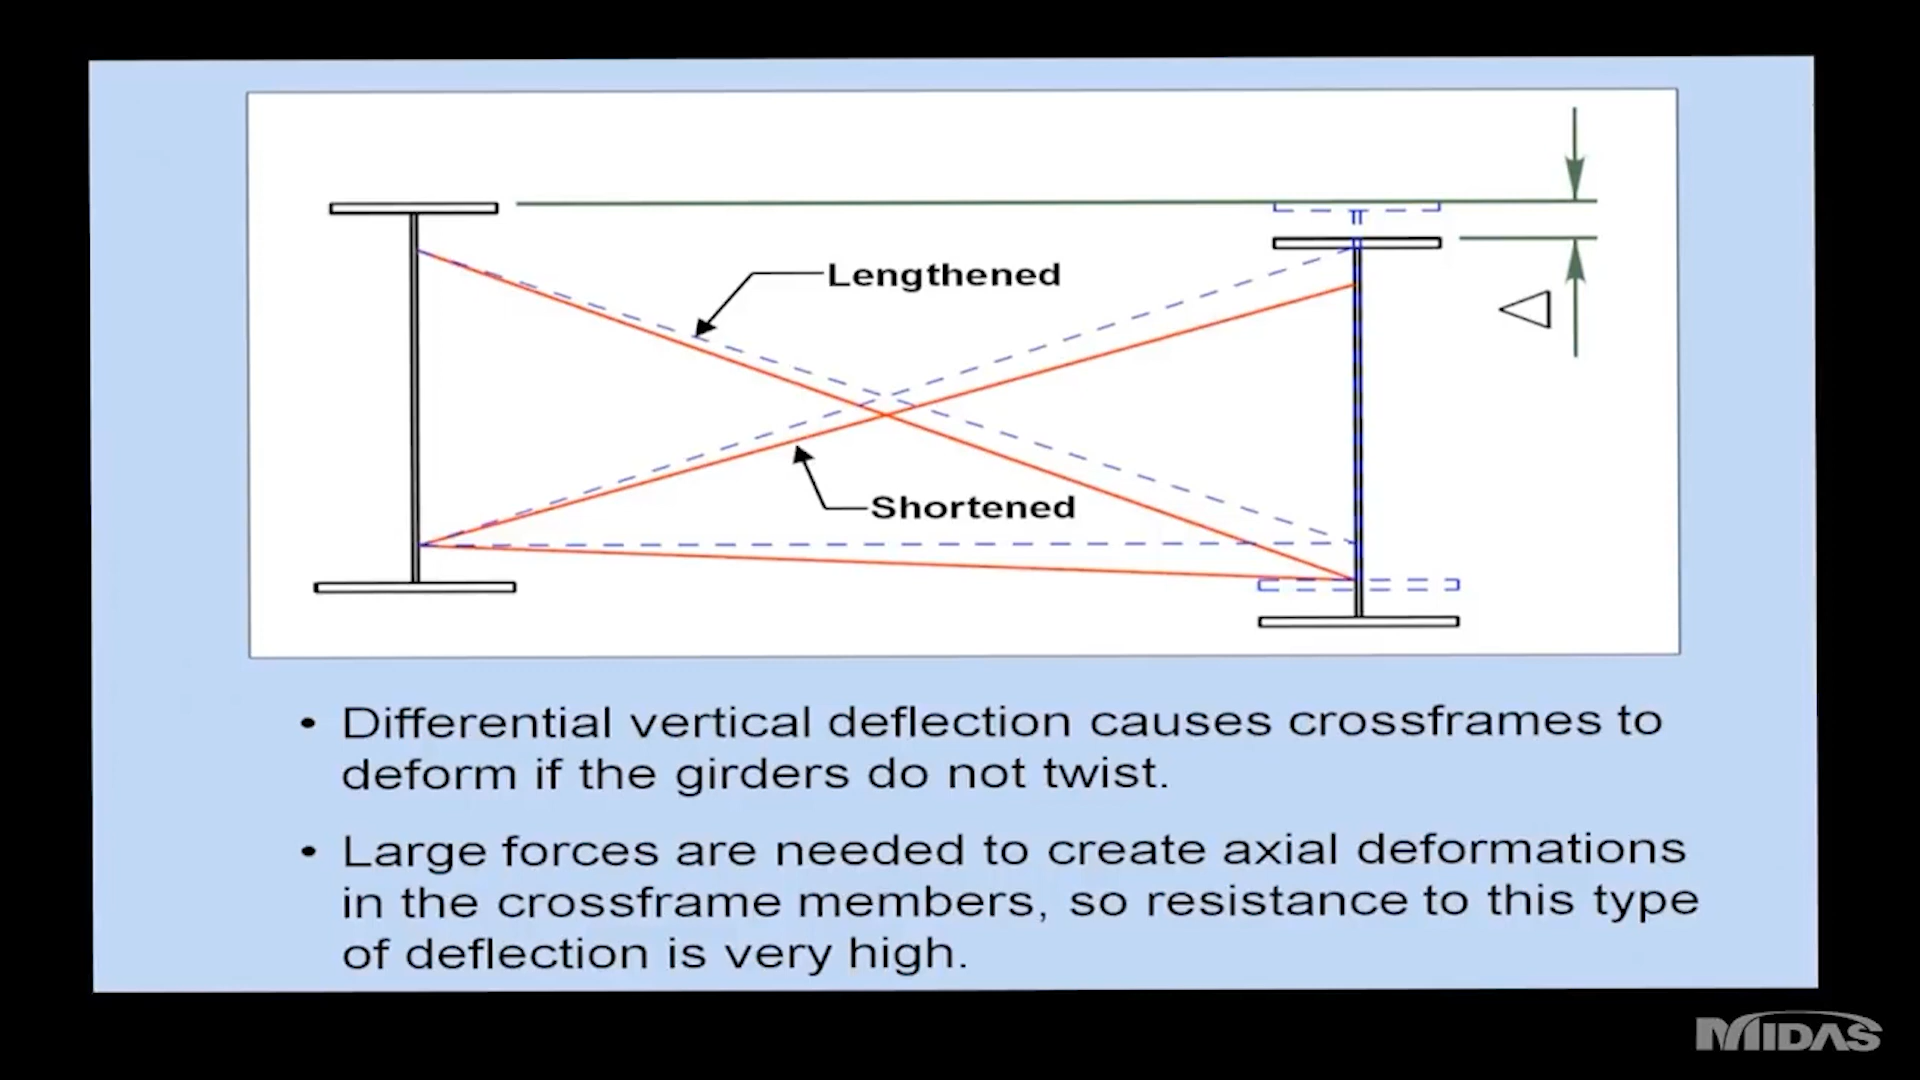 Lengthened
Δ
Shortened
• Differential vertical deflection causes crossframes to
deform if the girders do not twist.
• Large forces are needed to create axial deformations
in the crossframe members, so resistance to this type
of deflection is very high.
MIDAS